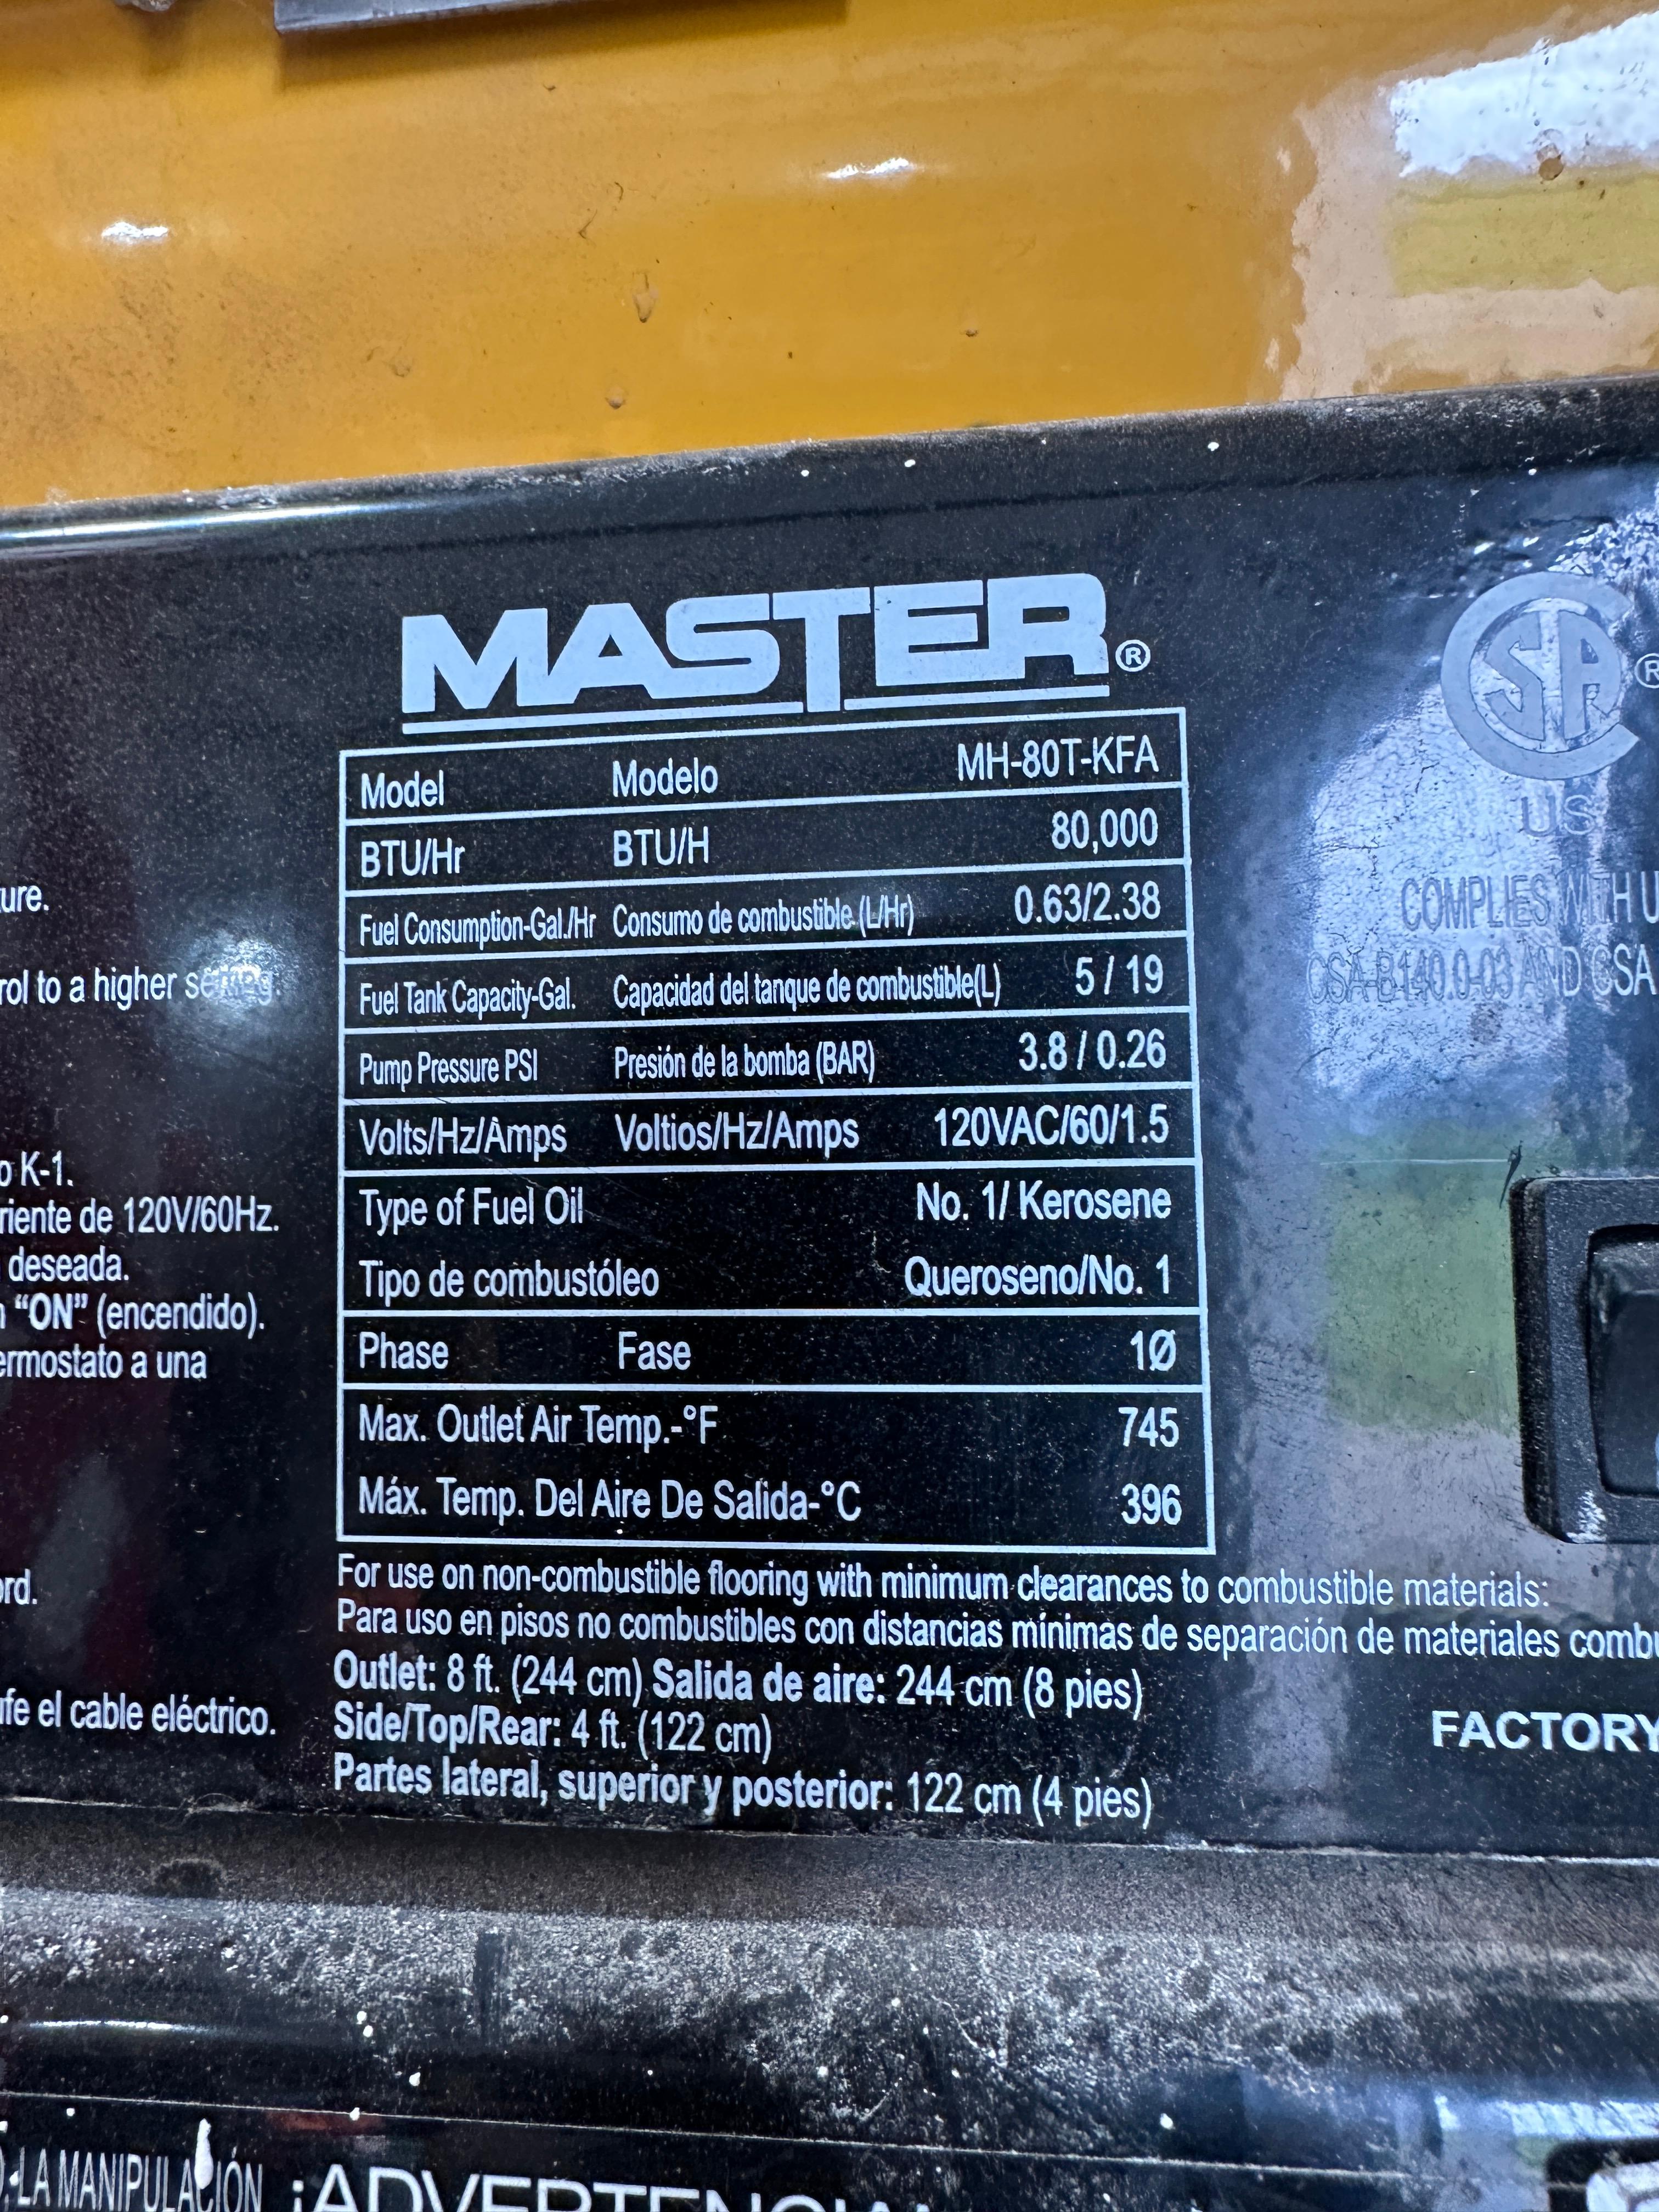 MASTER®
Model Modelo MH-80T-KFA
BTU/Hr BTU/H 80,000
Fuel Consumption-Gal./Hr Consumo de combustible (L/Hr) 0.63/2.38
Fuel Tank Capacity-Gal. Capacidad del tanque de combustible(L) 5 / 19
Pump Pressure PSI Presión de la bomba (BAR) 3.8 / 0.26
Volts/Hz/Amps Voltios/Hz/Amps 120VAC/60/1.5
Type of Fuel Oil No. 1/ Kerosene
Tipo de combustóleo Queroseno/No. 1
Phase Fase 1Ø
Max. Outlet Air Temp.-°F 745
Máx. Temp. Del Aire De Salida-°C 396
For use on non-combustible flooring with minimum clearances to combustible materials:
Para uso en pisos no combustibles con distancias mínimas de separación de materiales
Outlet: 8 ft. (244 cm) Salida de aire: 244 cm (8 pies)
Side/Top/Rear: 4 ft. (122 cm)
Partes lateral, superior y posterior: 122 cm (4 pies)
to a higher setting.
K-1.
de 120V/60Hz.
deseada.
"ON" (encendido).
a una
el cable eléctrico.
®
US
COMPLIES WITH
CSA-B140.0-03 AND CSA
FACTORY
LA MANIPULACIÓN ¡ADVERTENCIA!